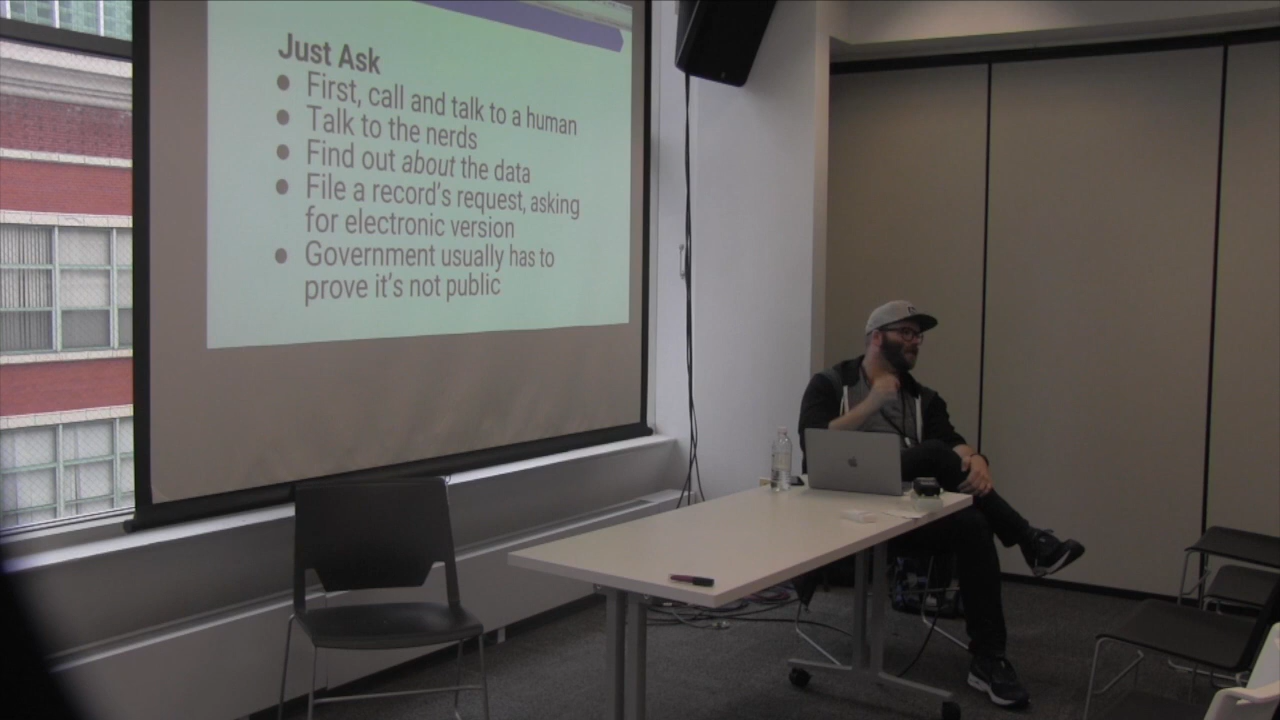 Just Ask
● First, call and talk to a human
● Talk to the nerds
● Find out about the data
● File a record's request, asking
for electronic version
● Government usually has to
prove it's not public